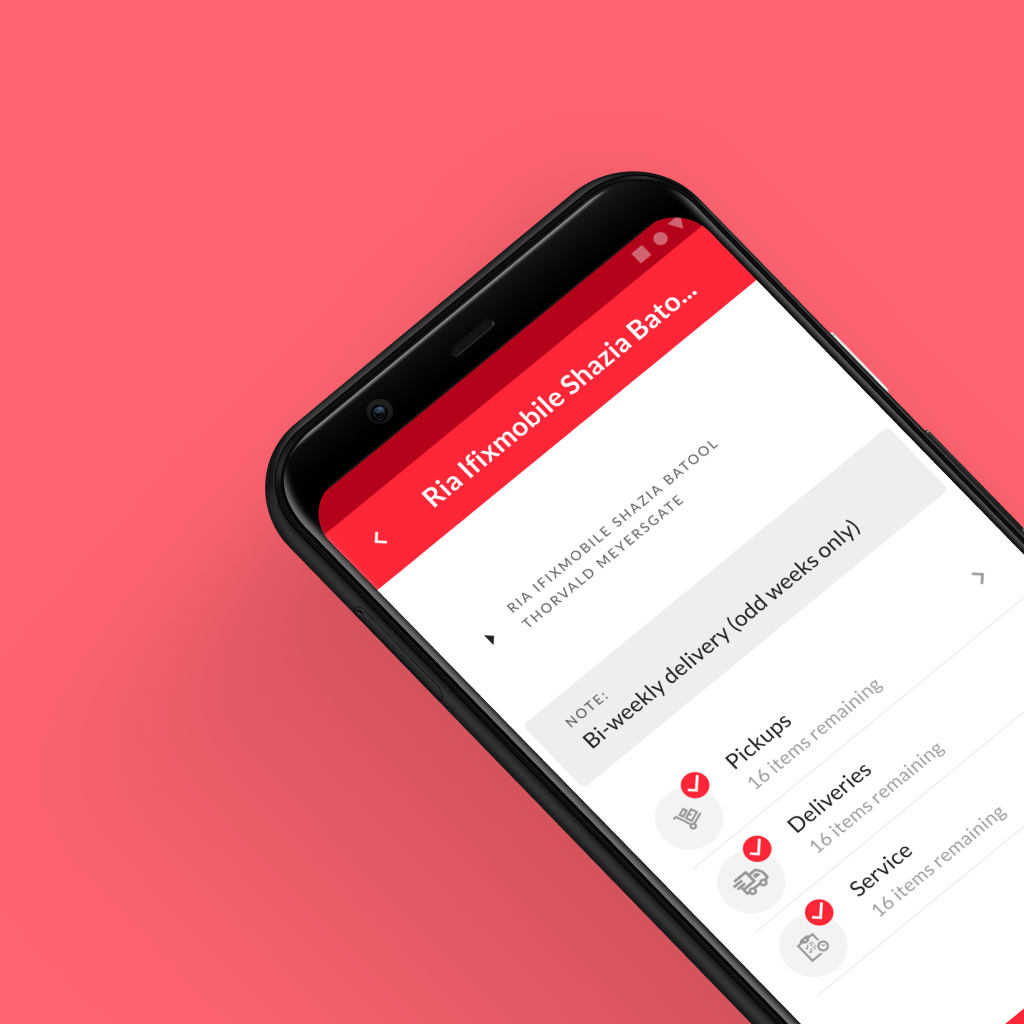 Ria Ifixmobile Shazia Bato...
RIA IFIXMOBILE SHAZIA BATOOL
THORVALD MEYERSGATE
NOTE:
Bi-weekly delivery (odd weeks only)
Pickups
16 items remaining
Deliveries
16 items remaining
Service
16 items remaining